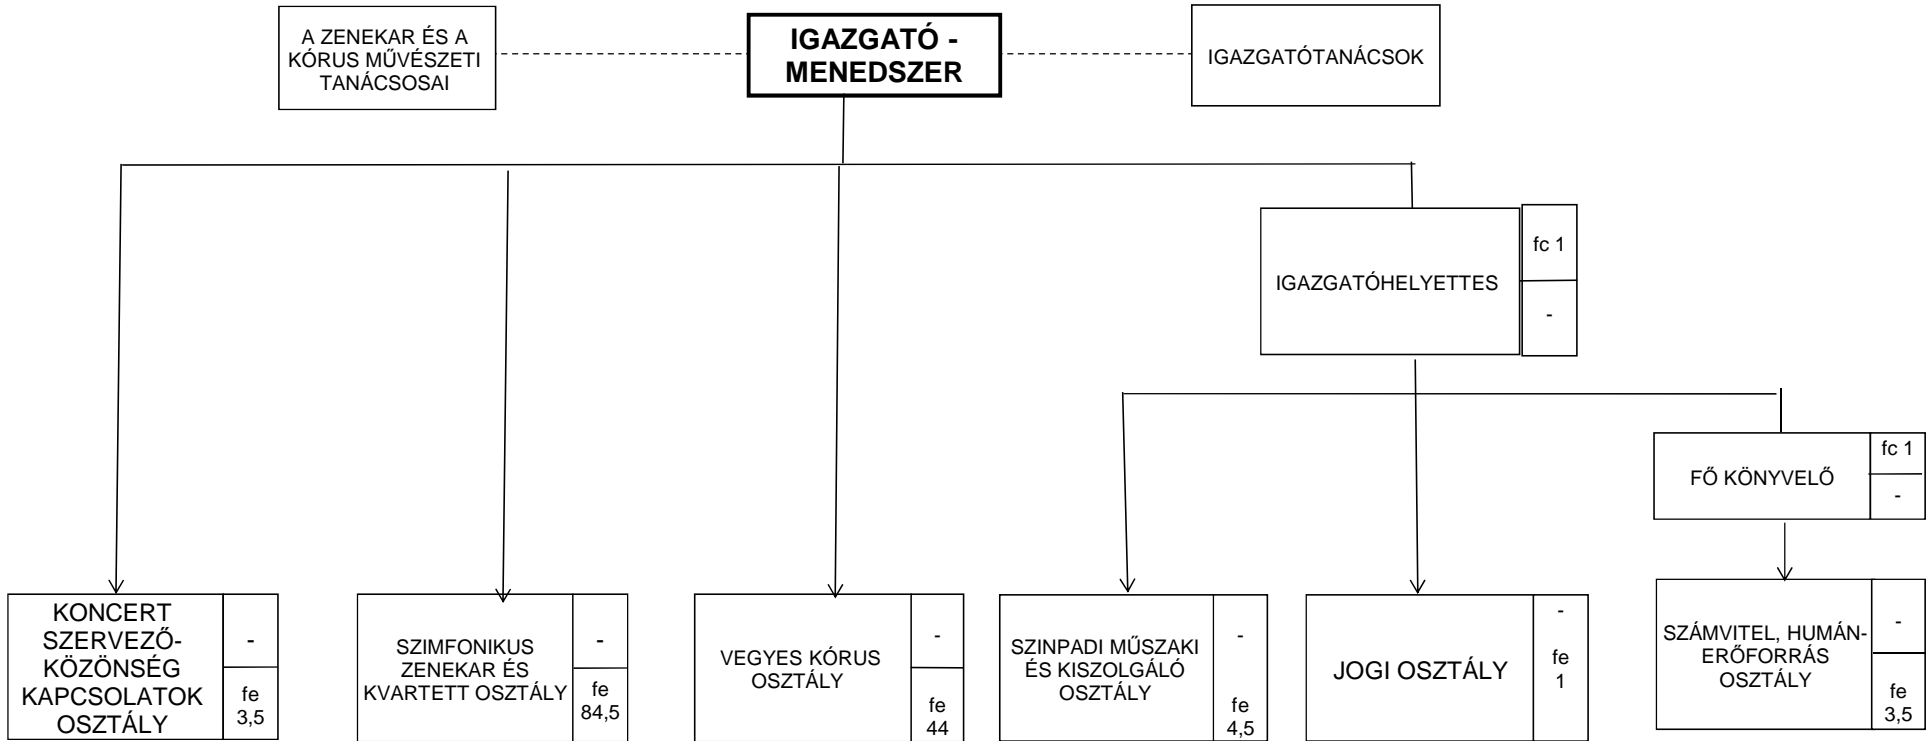 A ZENEKAR ÉS A
KÓRUS MŰVÉSZETI
TANÁCSOSAI
IGAZGATÓ -
MENEDSZER
IGAZGATÓTANÁCSOK
IGAZGATÓHELYETTES
fc 1
-
FŐ KÖNYVELŐ
fc 1
-
KONCERT
SZERVEZŐ-
KÖZÖNSÉG
KAPCSOLATOK
OSZTÁLY
-
fe
3,5
SZIMFONIKUS
ZENEKAR ÉS
KVARTETT OSZTÁLY
-
fe
84,5
VEGYES KÓRUS
OSZTÁLY
-
fe
44
SZINPADI MŰSZAKI
ÉS KISZOLGÁLÓ
OSZTÁLY
-
fe
4,5
JOGI OSZTÁLY
-
fe
1
SZÁMVITEL, HUMÁN-
ERŐFORRÁS
OSZTÁLY
-
fe
3,5